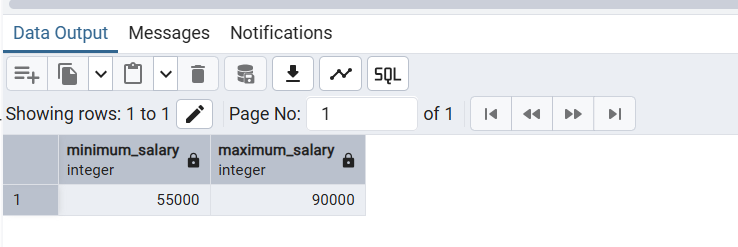 Data Output Messages Notifications
SQL
Showing rows: 1 to 1 Page No: 1 of 1
minimum_salary maximum_salary
integer integer
1 55000 90000